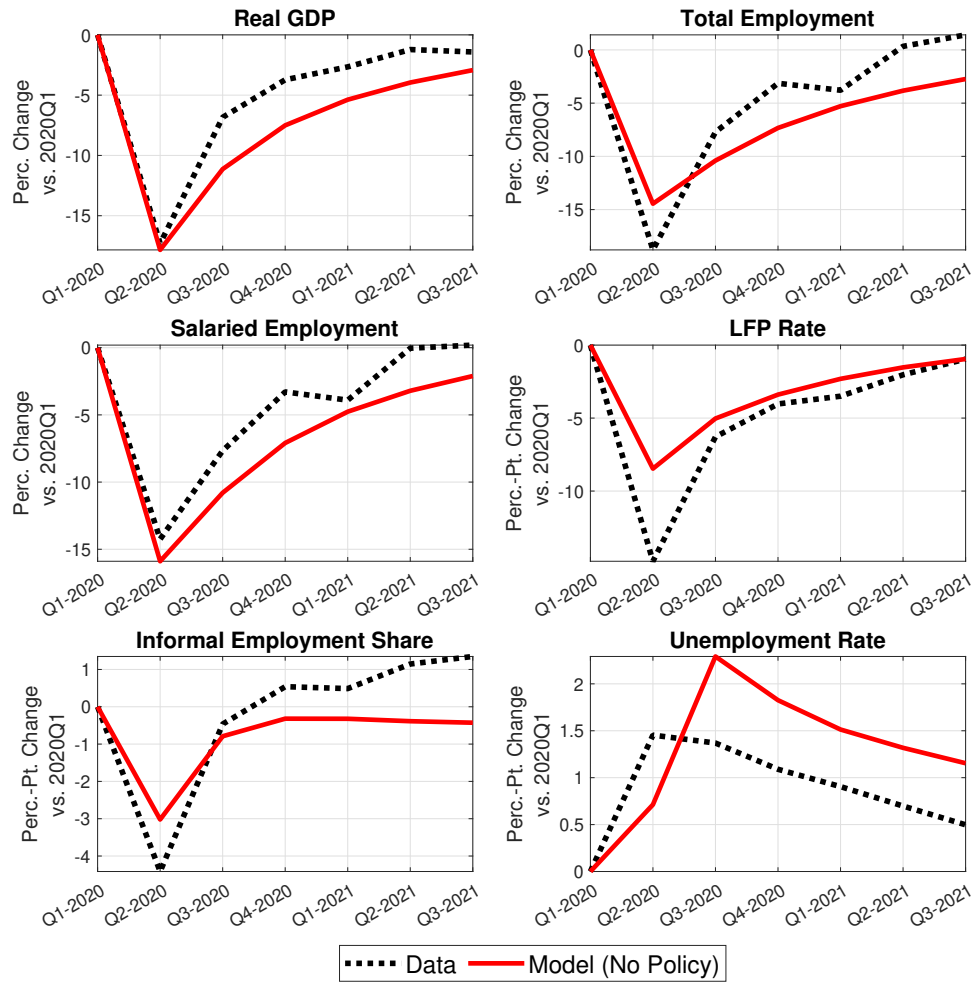 Real GDP
Perc. Change
vs. 2020Q1
0
-5
-10
-15
Q1-2020
Q2-2020
Q3-2020
Q4-2020
Q1-2021
Q2-2021
Q3-2021
Total Employment
Perc. Change
vs. 2020Q1
0
-5
-10
-15
Q1-2020
Q2-2020
Q3-2020
Q4-2020
Q1-2021
Q2-2021
Q3-2021
Salaried Employment
Perc. Change
vs. 2020Q1
0
-5
-10
-15
Q1-2020
Q2-2020
Q3-2020
Q4-2020
Q1-2021
Q2-2021
Q3-2021
LFP Rate
Perc.-Pt. Change
vs. 2020Q1
0
-5
-10
Q1-2020
Q2-2020
Q3-2020
Q4-2020
Q1-2021
Q2-2021
Q3-2021
Informal Employment Share
Perc.-Pt. Change
vs. 2020Q1
1
0
-1
-2
-3
-4
Q1-2020
Q2-2020
Q3-2020
Q4-2020
Q1-2021
Q2-2021
Q3-2021
Unemployment Rate
Perc.-Pt. Change
vs. 2020Q1
2
1.5
1
0.5
0
Q1-2020
Q2-2020
Q3-2020
Q4-2020
Q1-2021
Q2-2021
Q3-2021
Data
Model (No Policy)